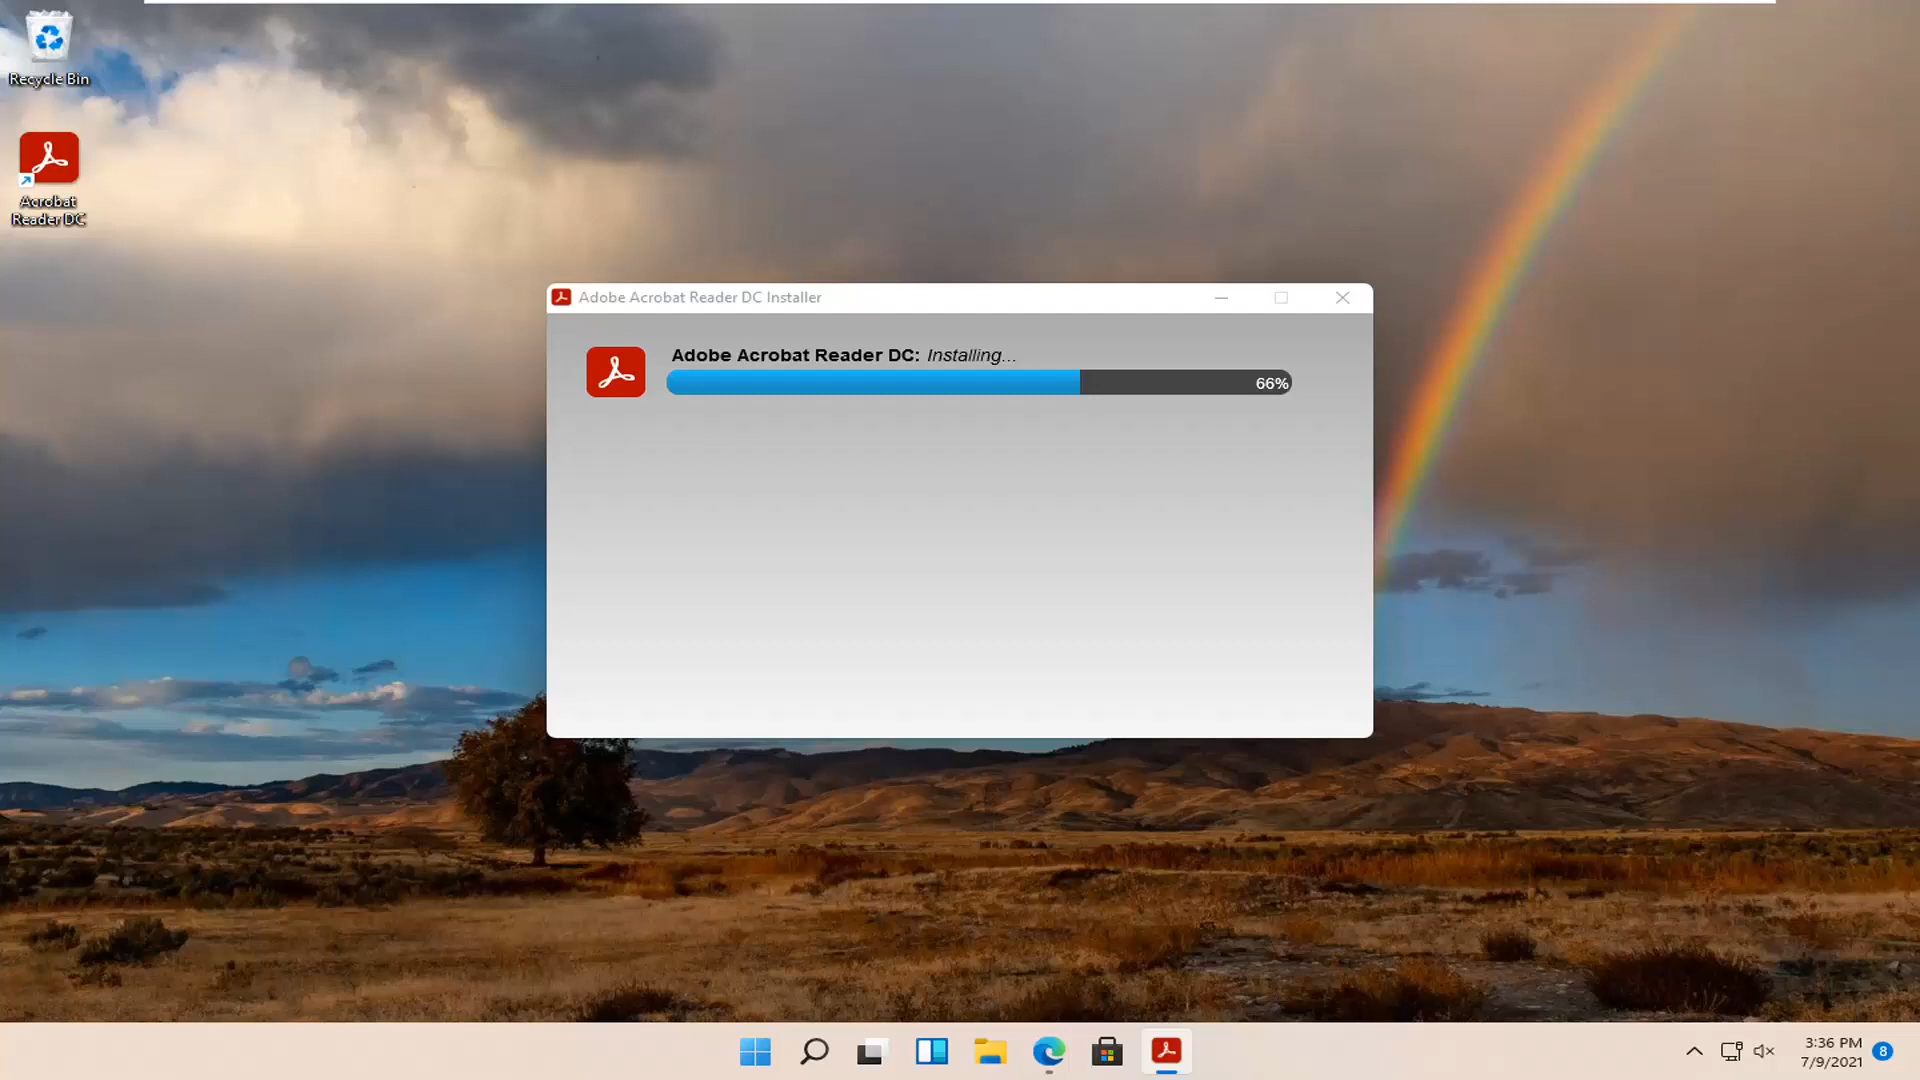 Recycle Bin
Acrobat
Reader DC
Adobe Acrobat Reader DC Installer
Adobe Acrobat Reader DC: Installing...
66%
3:36 PM
7/9/2021
8